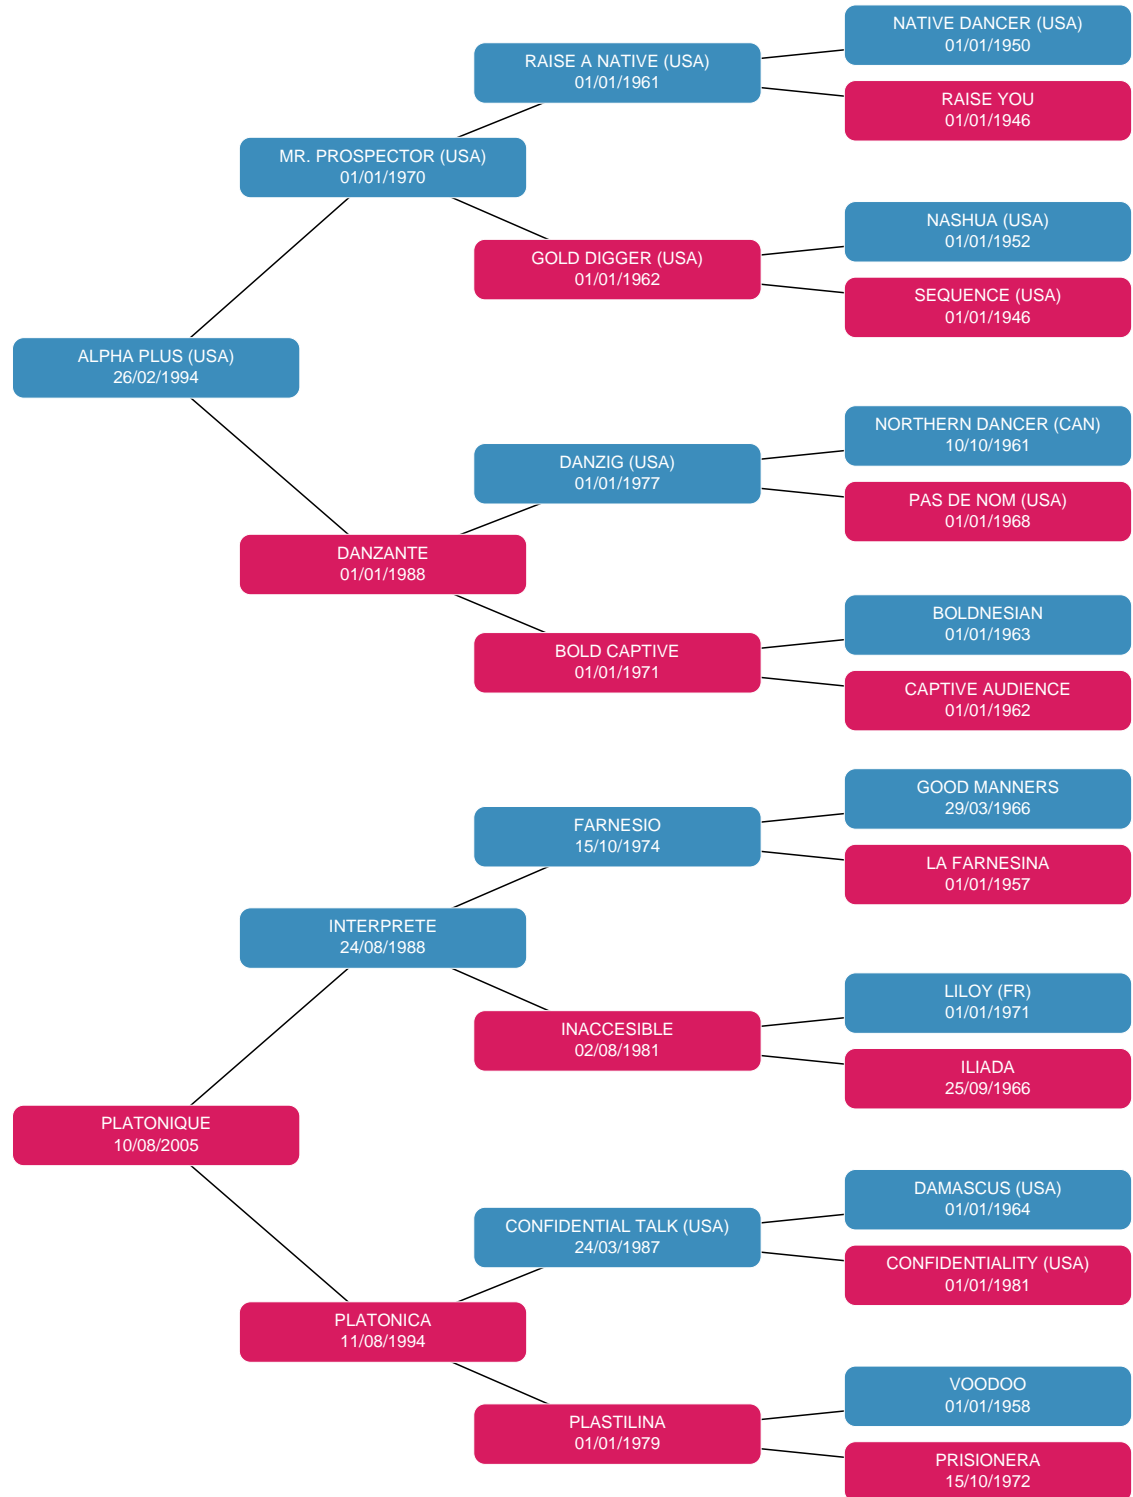 NATIVE DANCER (USA)
01/01/1950
RAISE A NATIVE (USA)
01/01/1961
RAISE YOU
01/01/1946
MR. PROSPECTOR (USA)
01/01/1970
NASHUA (USA)
01/01/1952
GOLD DIGGER (USA)
01/01/1962
SEQUENCE (USA)
01/01/1946
ALPHA PLUS (USA)
26/02/1994
NORTHERN DANCER (CAN)
10/10/1961
DANZIG (USA)
01/01/1977
PAS DE NOM (USA)
01/01/1968
DANZANTE
01/01/1988
BOLDNESIAN
01/01/1963
BOLD CAPTIVE
01/01/1971
CAPTIVE AUDIENCE
01/01/1962
GOOD MANNERS
29/03/1966
FARNESIO
15/10/1974
LA FARNESINA
01/01/1957
INTERPRETE
24/08/1988
LILOY (FR)
01/01/1971
INACCESIBLE
02/08/1981
ILIADA
25/09/1966
PLATONIQUE
10/08/2005
DAMASCUS (USA)
01/01/1964
CONFIDENTIAL TALK (USA)
24/03/1987
CONFIDENTIALITY (USA)
01/01/1981
PLATONICA
11/08/1994
VOODOO
01/01/1958
PLASTILINA
01/01/1979
PRISIONERA
15/10/1972